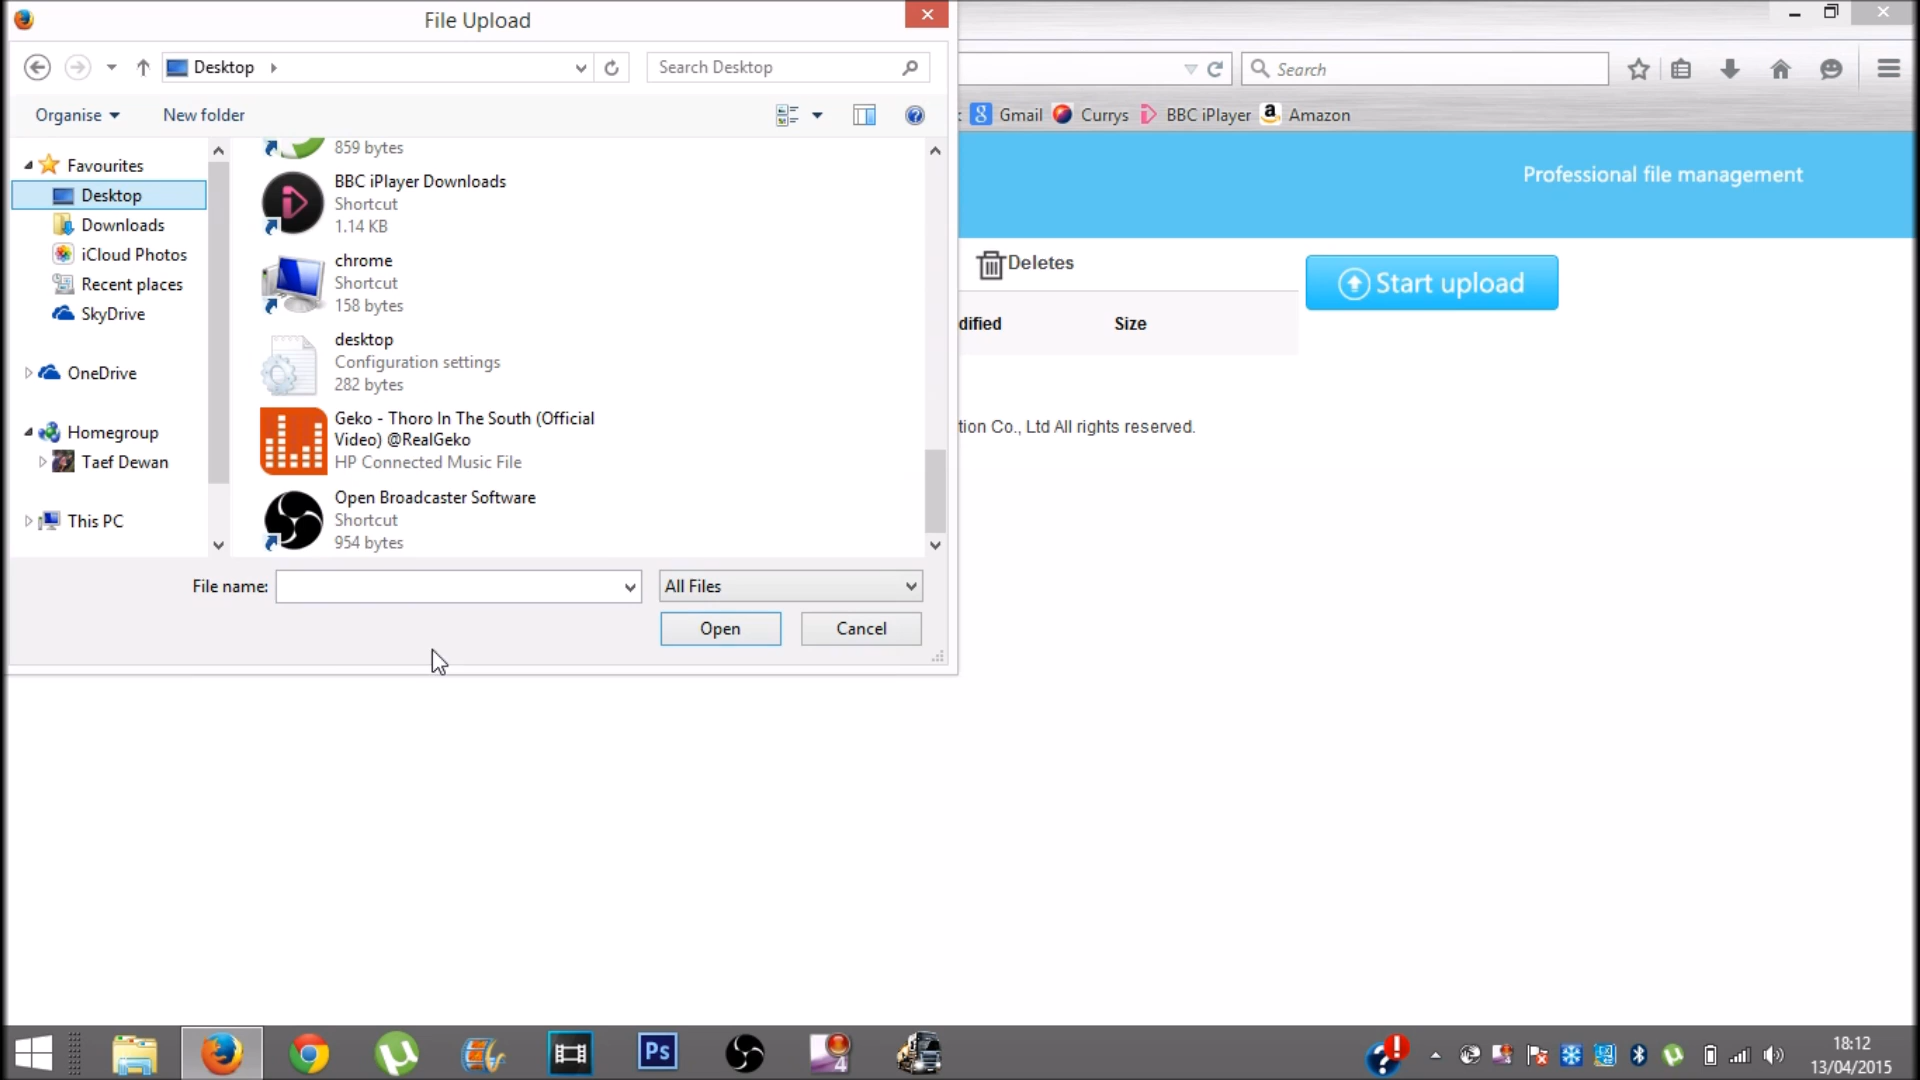 File Upload
Desktop
Search Desktop
Search
Organise
New folder
Gmail
Currys
BBC iPlayer
Amazon
Favourites
Desktop
Downloads
iCloud Photos
Recent places
SkyDrive
OneDrive
Homegroup
Taef Dewan
This PC
859 bytes
BBC iPlayer Downloads
Shortcut
1.14 KB
chrome
Shortcut
158 bytes
desktop
Configuration settings
282 bytes
Geko - Thoro In The South (Official
Video) @RealGeko
HP Connected Music File
Open Broadcaster Software
Shortcut
954 bytes
File name:
All Files
Open
Cancel
Professional file management
Deletes
Start upload
dified
Size
tion Co., Ltd All rights reserved.
Ps
4
18:12
13/04/2015